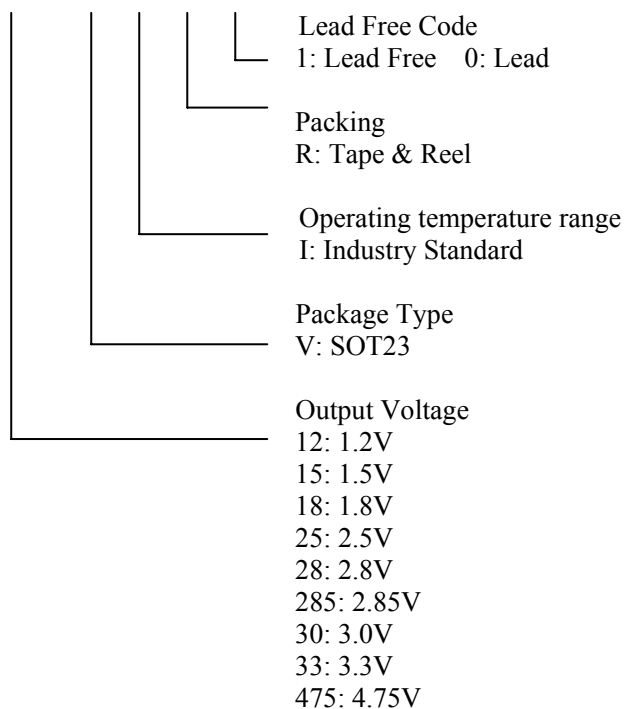 Lead Free Code
1: Lead Free 0: Lead
Packing
R: Tape & Reel
Operating temperature range
I: Industry Standard
Package Type
V: SOT23
Output Voltage
12: 1.2V
15: 1.5V
18: 1.8V
25: 2.5V
28: 2.8V
285: 2.85V
30: 3.0V
33: 3.3V
475: 4.75V